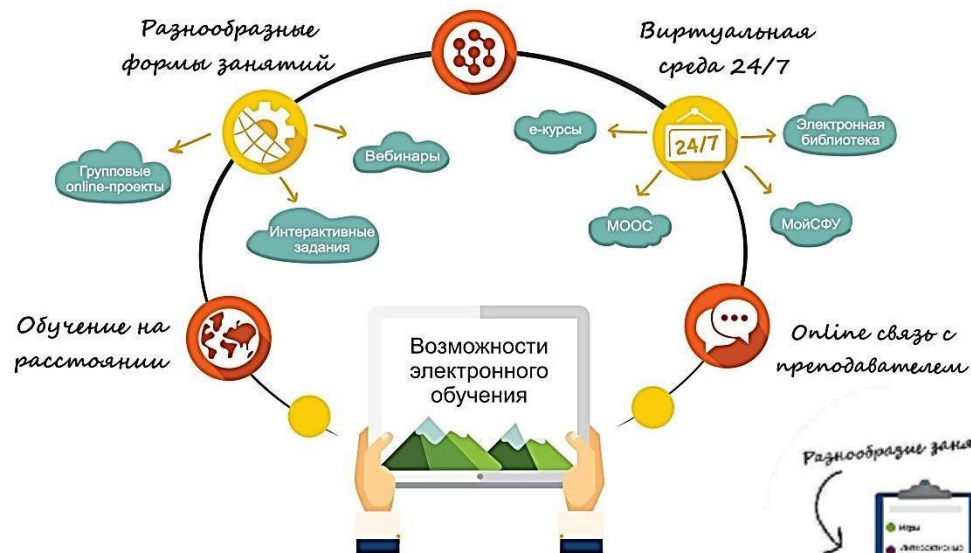 Разнообразные
формы занятий
Виртуальная
среда 24/7
Групповые
online-проекты
Вебинары
Интерактивные
задания
е-курсы
24/7
Электронная
библиотека
МООС
МойСФУ
Обучение на
расстоянии
Возможности
электронного
обучения
Online связь с
преподавателем
Разнообразие
Игры
Интерактивные